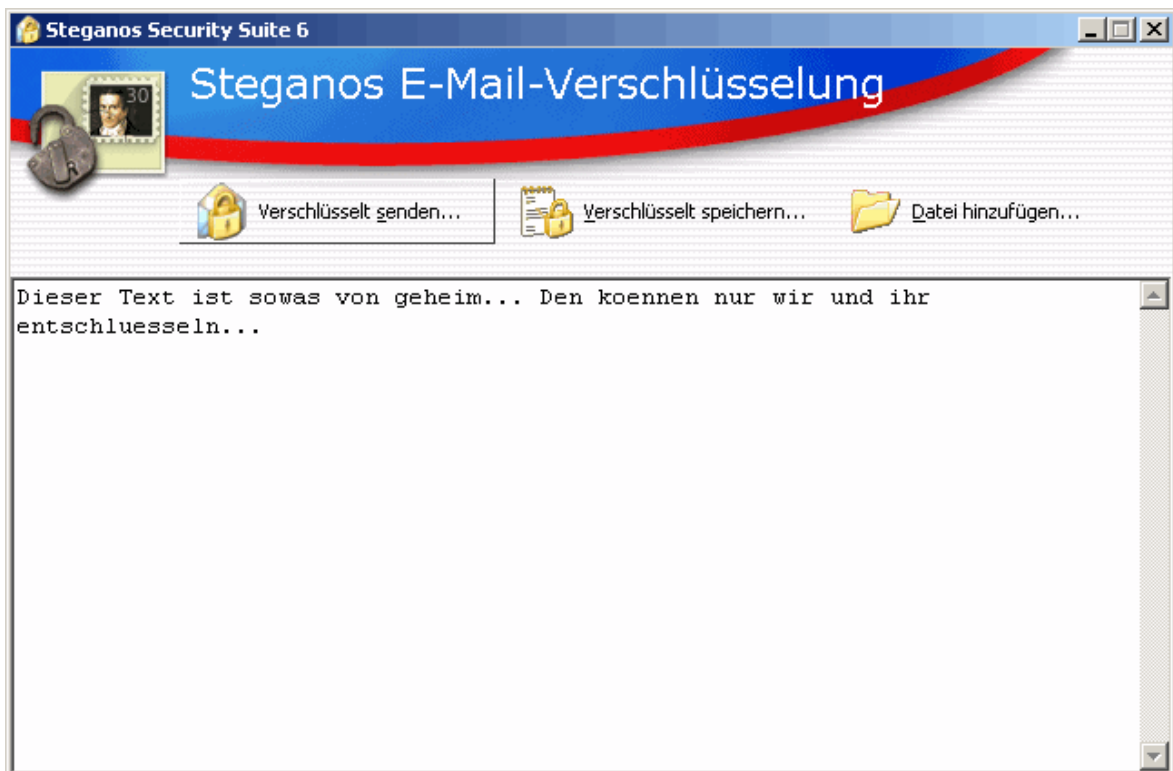 Steganos Security Suite 6
Steganos E-Mail-Verschlüsselung
30
Verschlüsselt senden... Verschlüsselt speichern... Datei hinzufügen...
Dieser Text ist sowas von geheim... Den koennen nur wir und ihr
entschluesseln...